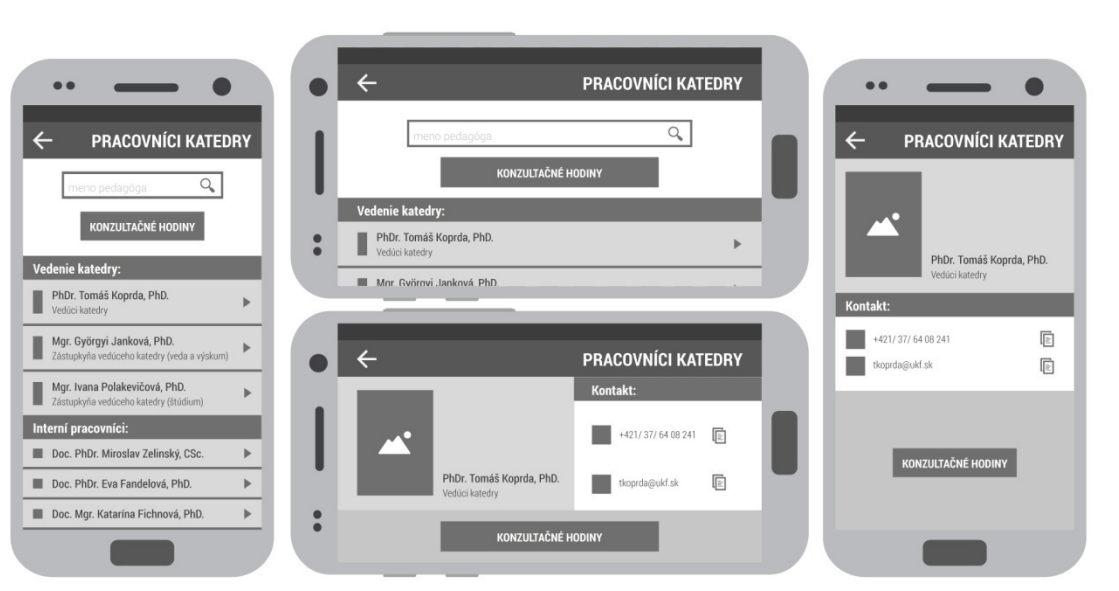 PRACOVNÍCI KATEDRY
meno pedagóga
KONZULTAČNÉ HODINY
Vedenie katedry:
PhDr. Tomáš Koprda, PhD.
Vedúci katedry
Mgr. Györgyi Janková, PhD.
Zástupkyňa vedúceho katedry (veda a výskum)
Mgr. Ivana Polakevičová, PhD.
Zástupkyňa vedúceho katedry (štúdium)
Interní pracovníci:
Doc. PhDr. Miroslav Zelinský, CSc.
Doc. PhDr. Eva Fandelová, PhD.
Doc. Mgr. Katarína Fichnová, PhD.
PRACOVNÍCI KATEDRY
meno pedagóga
KONZULTAČNÉ HODINY
Vedenie katedry:
PhDr. Tomáš Koprda, PhD.
Vedúci katedry
Mgr. Györgyi Janková, PhD.
PRACOVNÍCI KATEDRY
PhDr. Tomáš Koprda, PhD.
Vedúci katedry
Kontakt:
+421/ 37/ 64 08 241
tkoprda@ukf.sk
KONZULTAČNÉ HODINY
PRACOVNÍCI KATEDRY
PhDr. Tomáš Koprda, PhD.
Vedúci katedry
Kontakt:
+421/ 37/ 64 08 241
tkoprda@ukf.sk
KONZULTAČNÉ HODINY